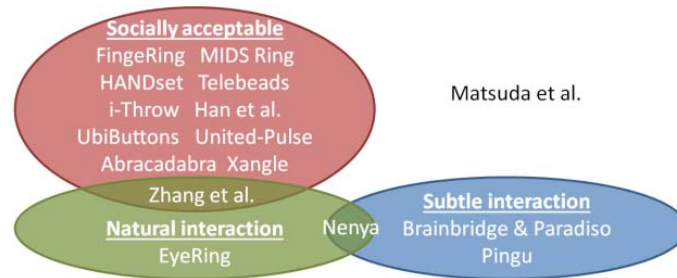 Socially acceptable
FingeRing MIDS Ring
HANDset Telebeads
i-Throw Han et al.
UbiButtons United-Pulse
Abracadabra Xangle
Zhang et al.
Natural interaction
EyeRing
Nenya
Subtle interaction
Brainbridge & Paradiso
Pingu
Matsuda et al.